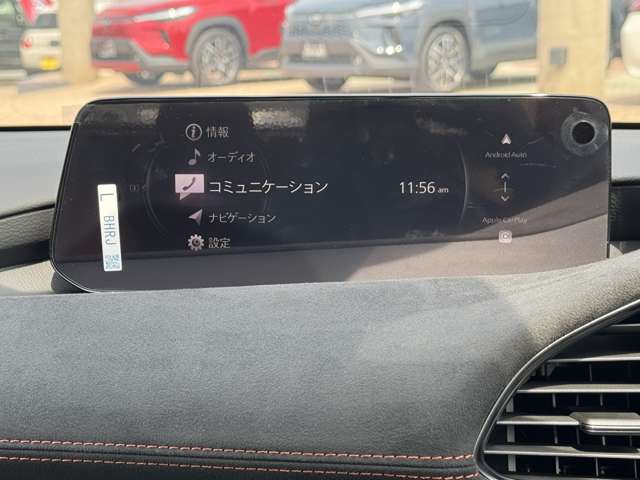 情報
オーディオ
コミュニケーション
ナビゲーション
設定
11:56 am
Android Auto
Apple CarPlay
L BHRJ